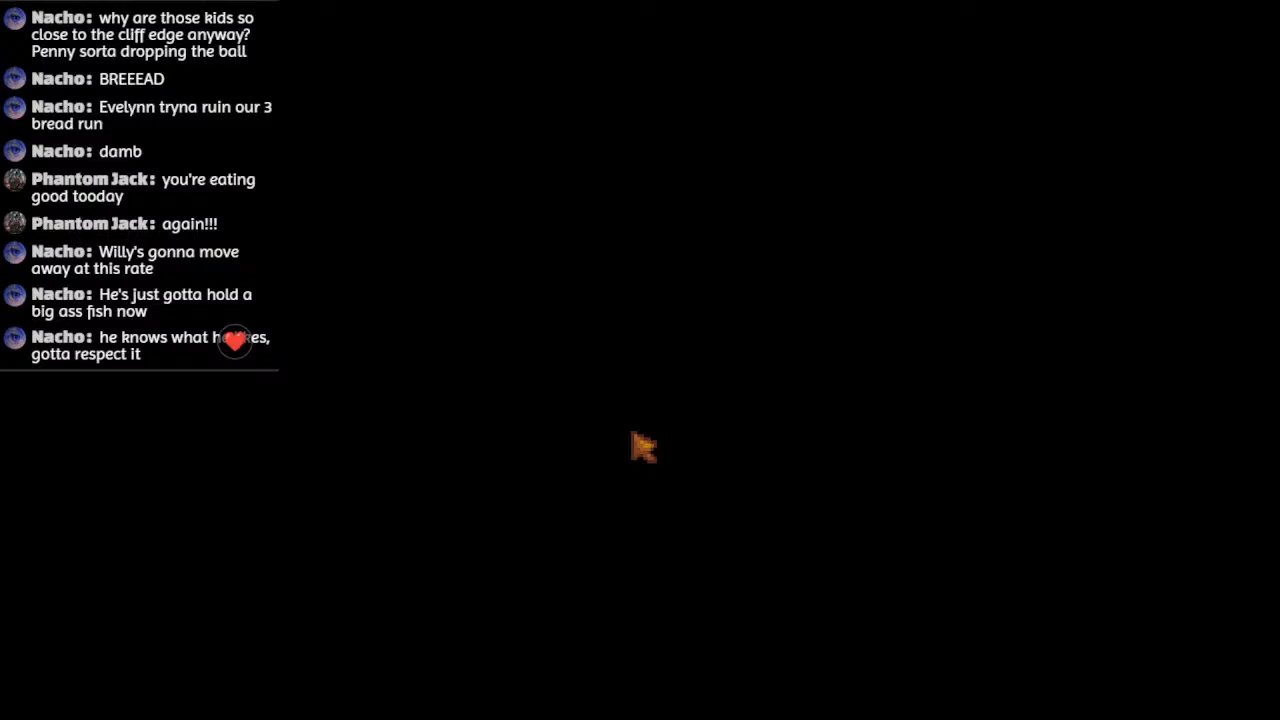 Nacho: why are those kids so
close to the cliff edge anyway?
Penny sorta dropping the ball
Nacho: BREEEAD
Nacho: Evelynn tryna ruin our 3
bread run
Nacho: damb
Phantom Jack: you're eating
good tooday
Phantom Jack: again!!!
Nacho: Willy's gonna move
away at this rate
Nacho: He's just gotta hold a
big ass fish now
Nacho: he knows what
gotta respect it